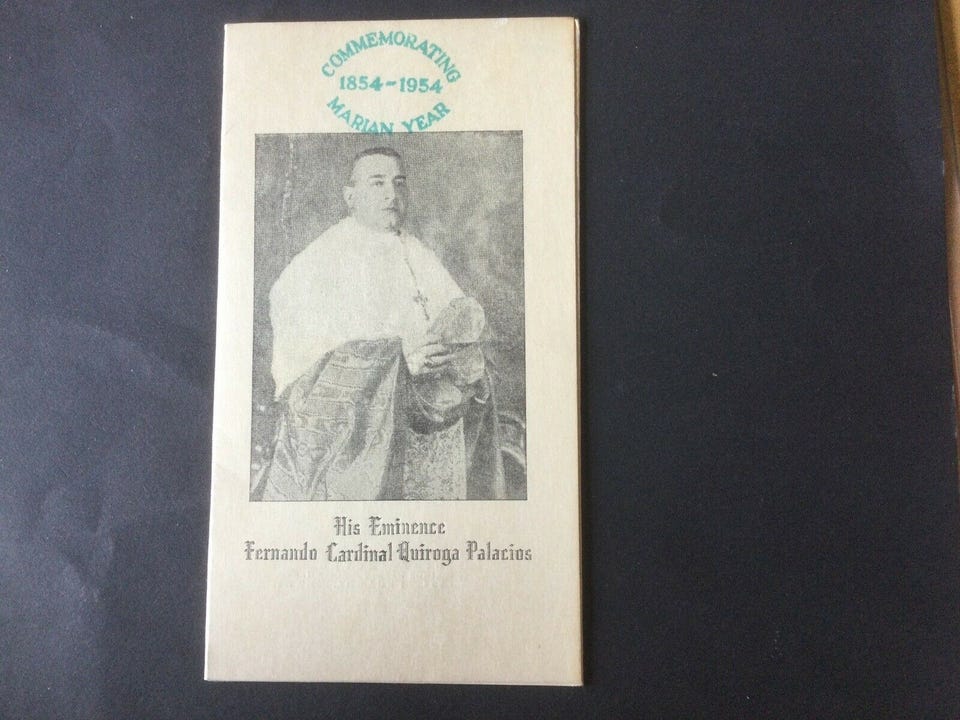 COMMEMORATING
1854-1954
MARIAN YEAR
His Eminence
Fernando Cardinal Quiroga Palacios